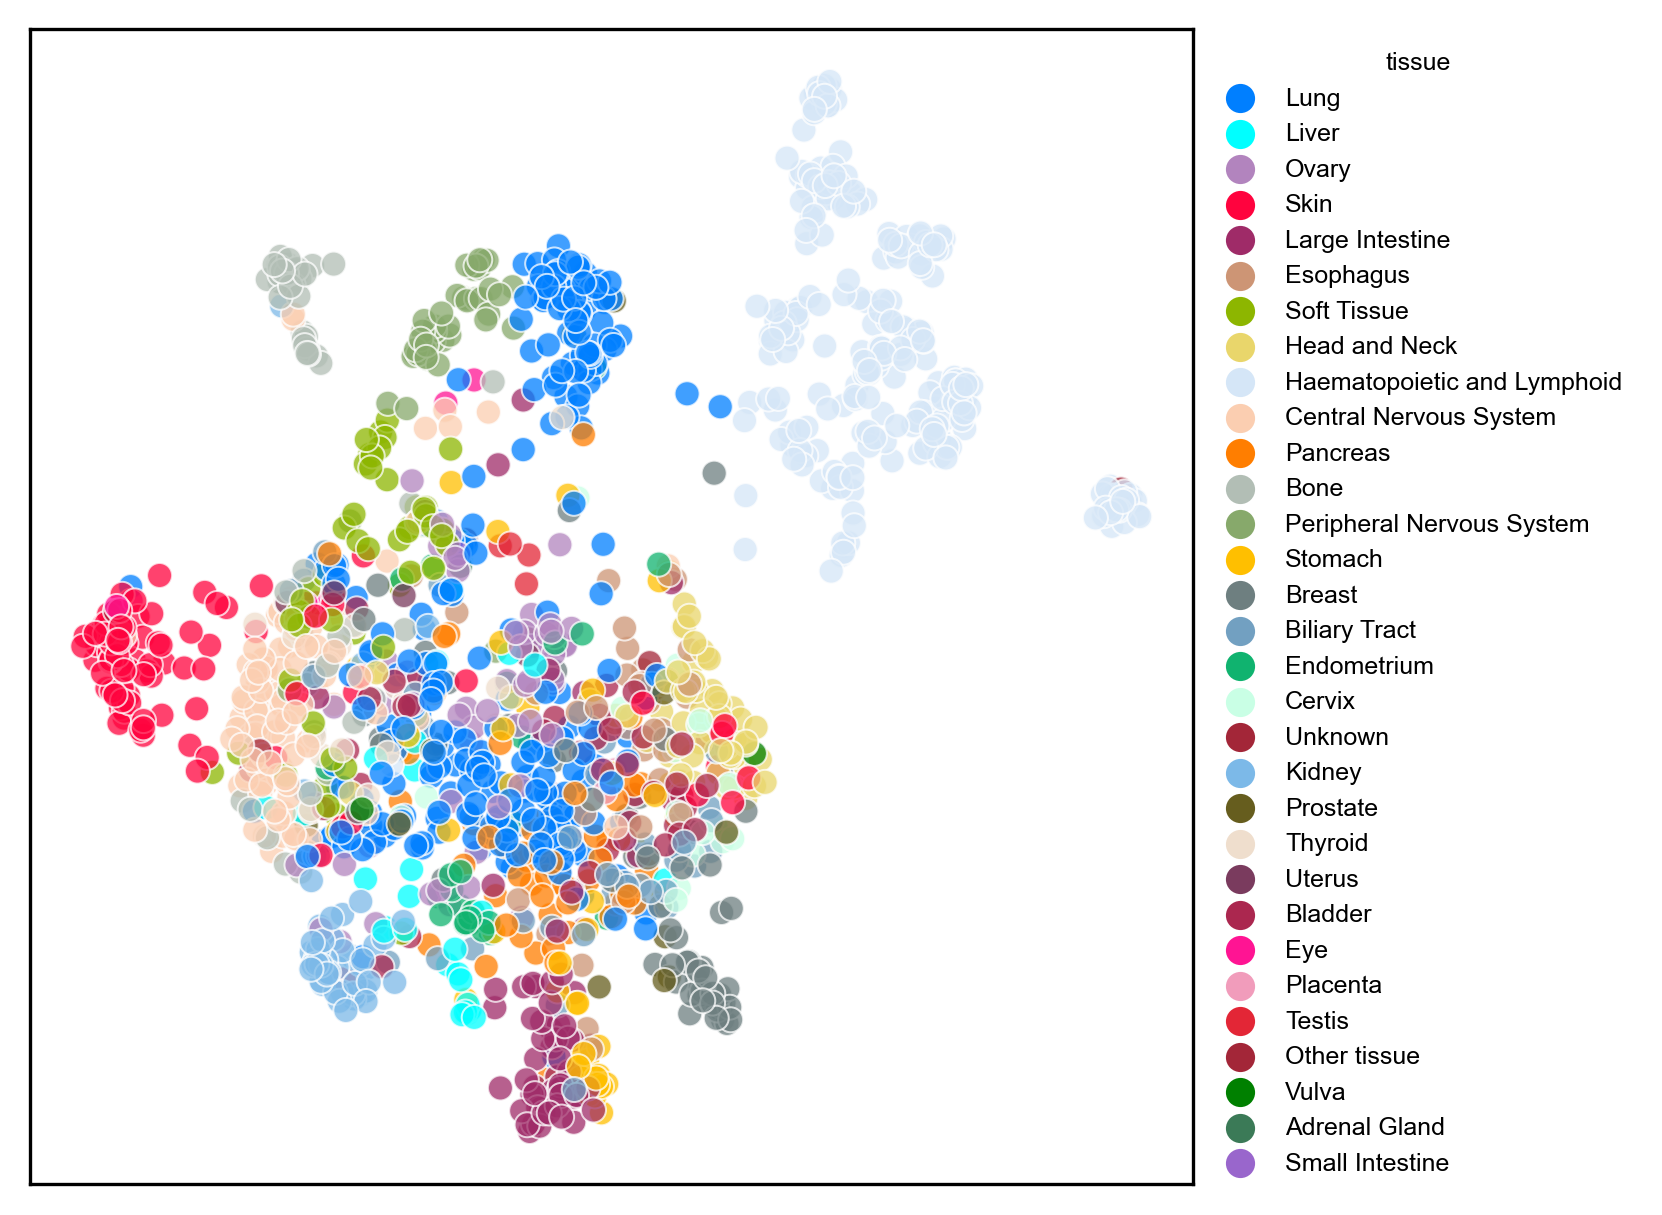 tissue
Lung
Liver
Ovary
Skin
Large Intestine
Esophagus
Soft Tissue
Head and Neck
Haematopoietic and Lymphoid
Central Nervous System
Pancreas
Bone
Peripheral Nervous System
Stomach
Breast
Biliary Tract
Endometrium
Cervix
Unknown
Kidney
Prostate
Thyroid
Uterus
Bladder
Eye
Placenta
Testis
Other tissue
Vulva
Adrenal Gland
Small Intestine